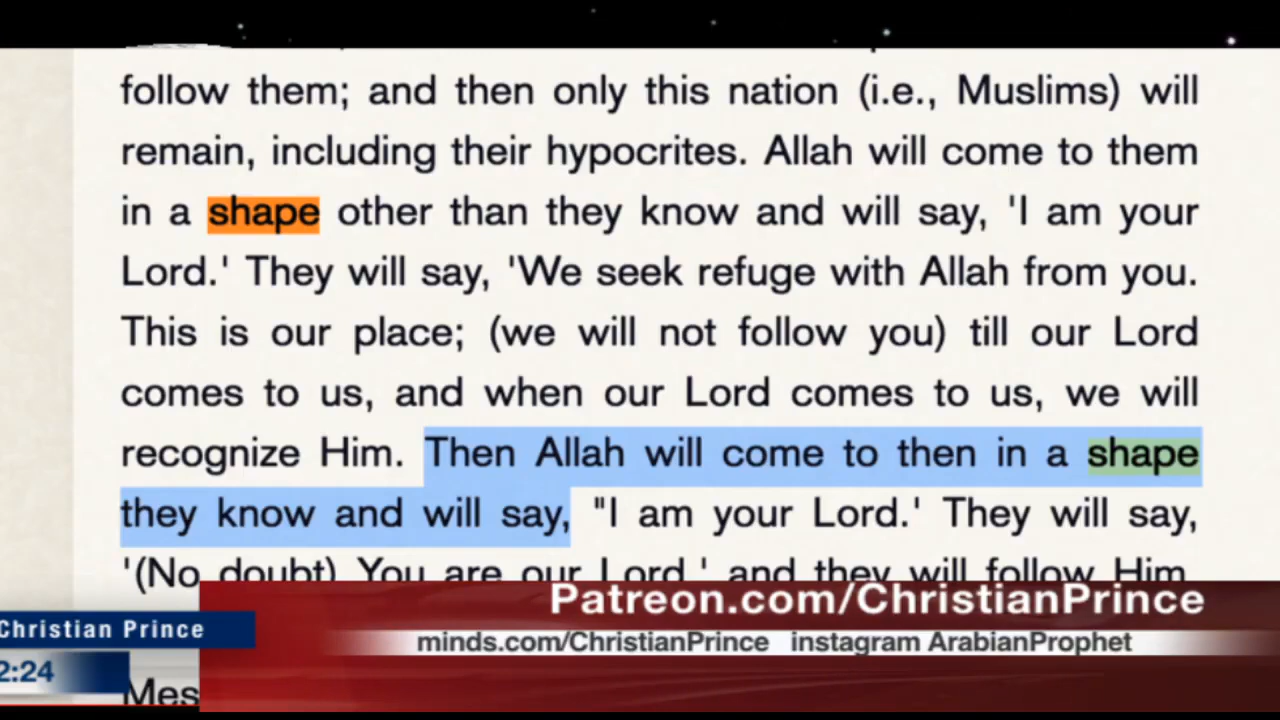 follow them; and then only this nation (i.e., Muslims) will
remain, including their hypocrites. Allah will come to them
in a shape other than they know and will say, 'I am your
Lord.' They will say, 'We seek refuge with Allah from you.
This is our place; (we will not follow you) till our Lord
comes to us, and when our Lord comes to us, we will
recognize Him. Then Allah will come to then in a shape
they know and will say, "I am your Lord.' They will say,
'(No doubt) You are our Lord,' and they will follow Him.
Patreon.com/ChristianPrince
Christian Prince
minds.com/ChristianPrince instagram ArabianProphet
2:24
Mes